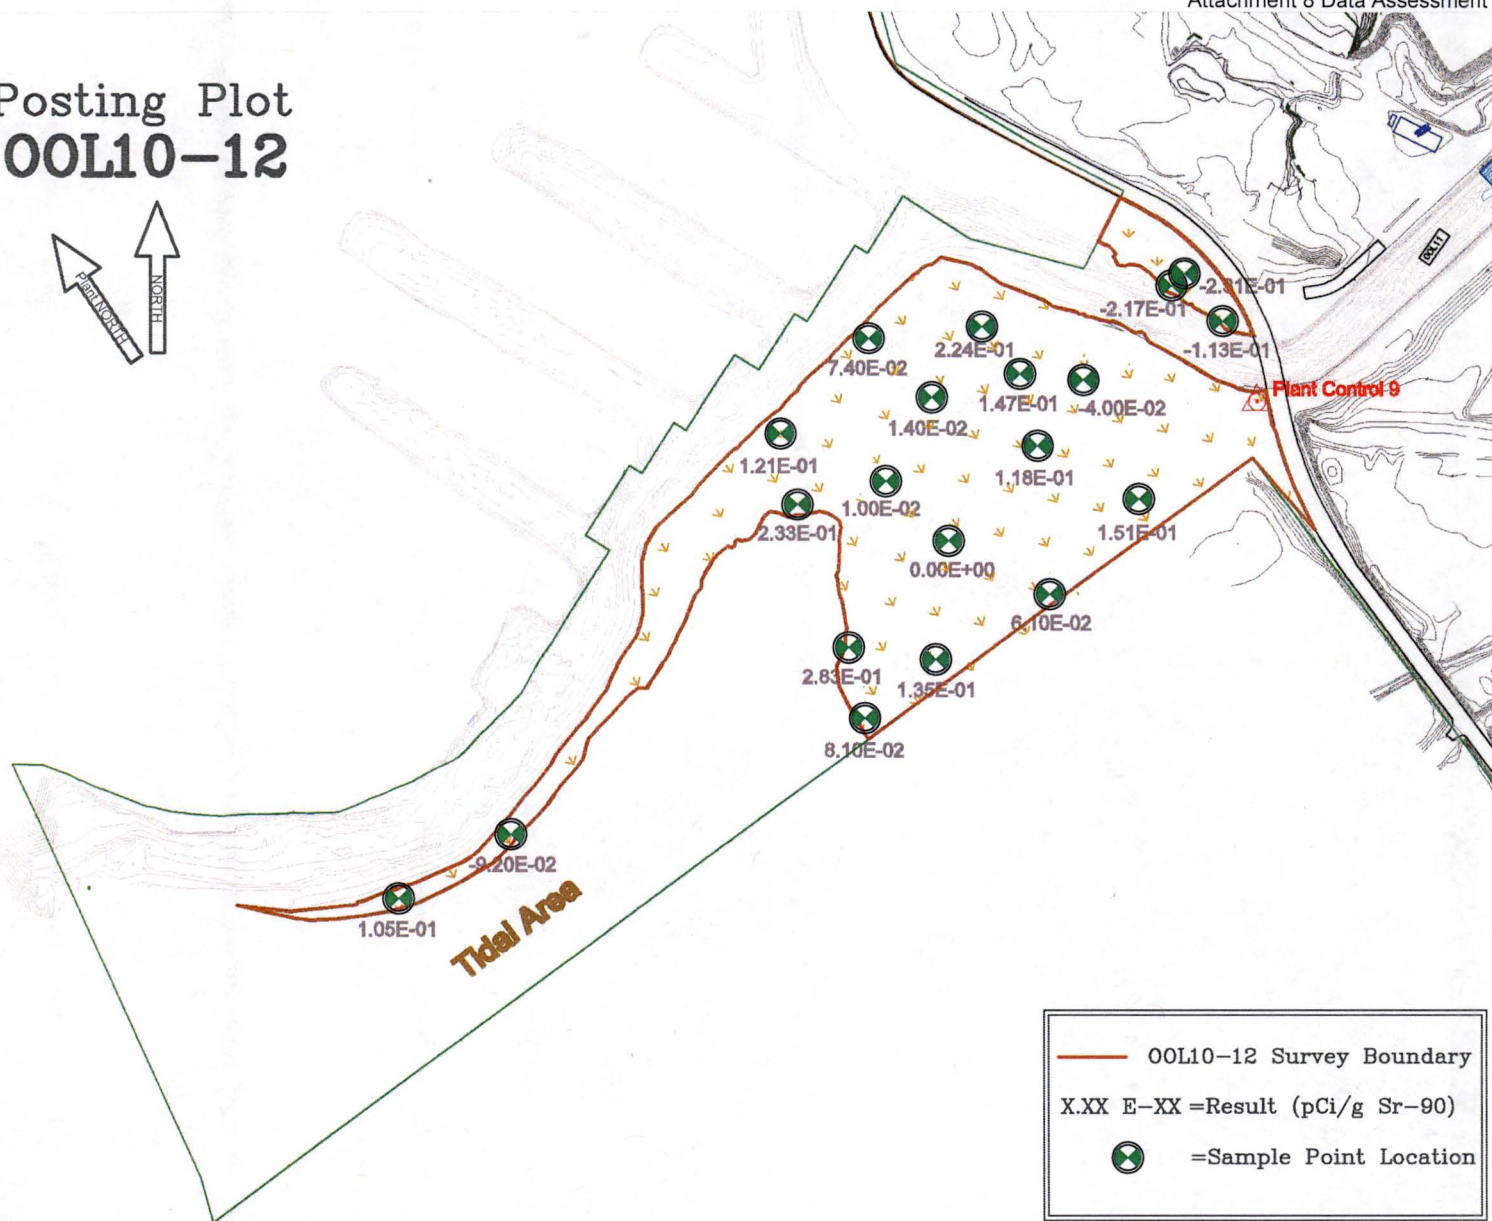 Attachment 8 Data Assessment
Posting Plot
OOL10-12
Plant NORTH
NORTH
OOL11
-2.81E-01
-2.17E-01
-1.13E-01
7.40E-02
2.24E-01
1.47E-01
-4.00E-02
Plant Control 9
1.40E-02
1.21E-01
1.18E-01
1.00E-02
2.33E-01
1.51E-01
0.00E+00
6.10E-02
2.83E-01
1.35E-01
8.10E-02
-9.20E-02
1.05E-01
Tidal Area
OOL10-12 Survey Boundary
X.XX E-XX =Result (pCi/g Sr-90)
=Sample Point Location